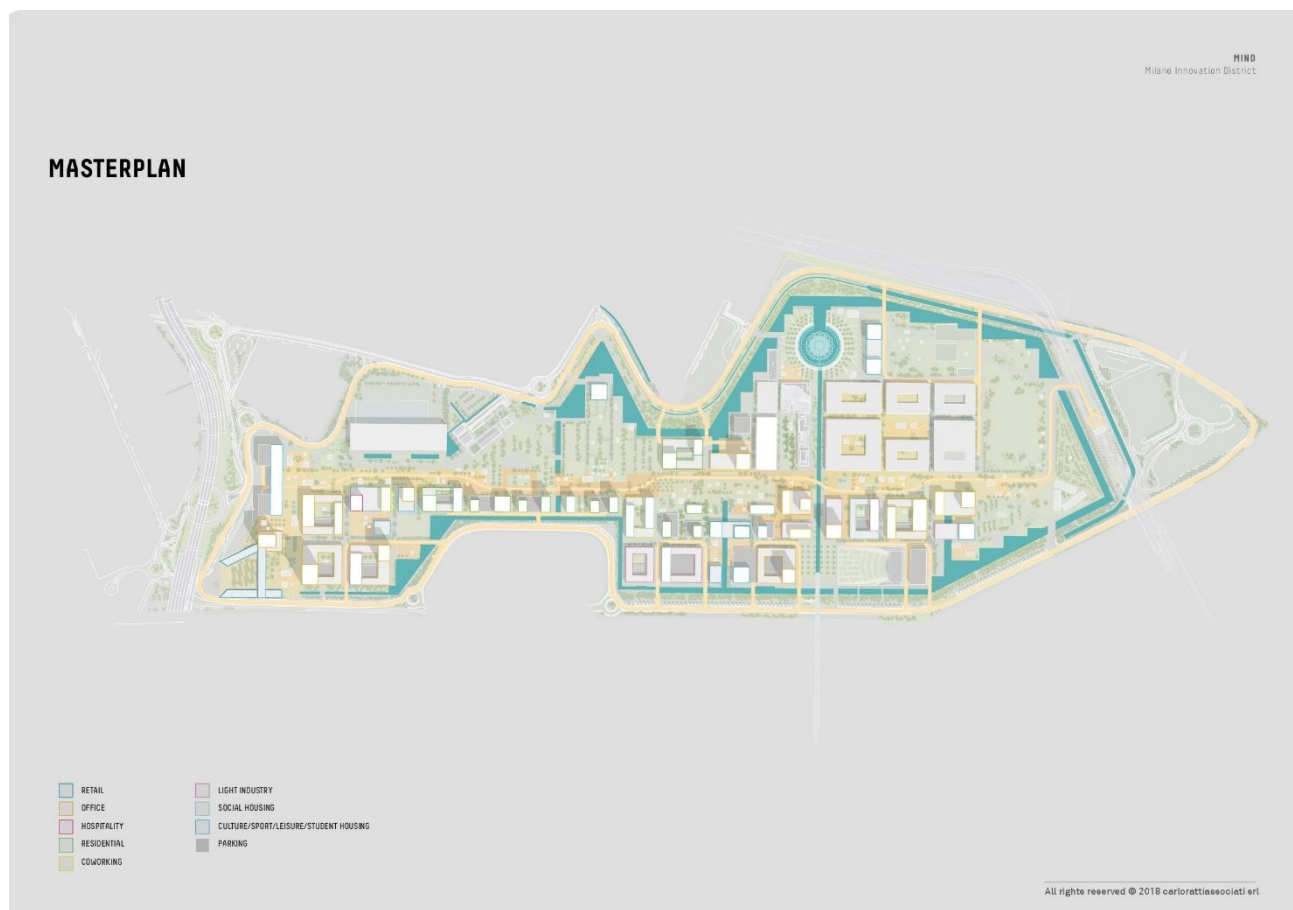 MIND
Milano Innovation District
MASTERPLAN
RETAIL
OFFICE
HOSPITALITY
RESIDENTIAL
COWORKING
LIGHT INDUSTRY
SOCIAL HOUSING
CULTURE/SPORT/LEISURE/STUDENT HOUSING
PARKING
All rights reserved © 2018 carlorattiassociati srl